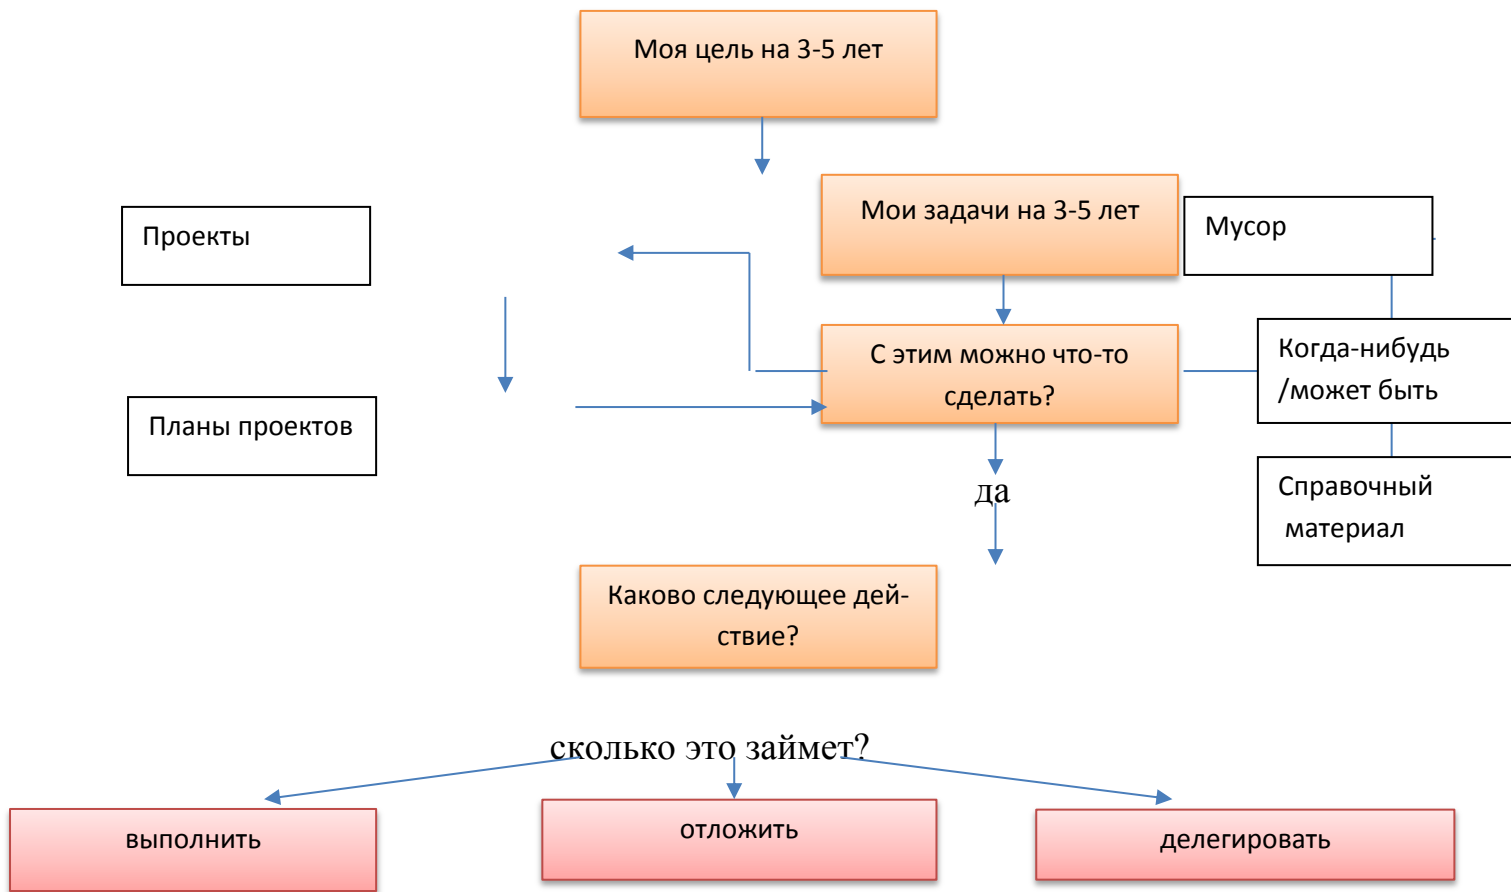 Моя цель на 3-5 лет
Мои задачи на 3-5 лет
Мусор
Проекты
С этим можно что-то
сделать?
Когда-нибудь
/может быть
Планы проектов
да
Справочный
материал
Каково следующее дей-
ствие?
сколько это займет?
выполнить
отложить
делегировать